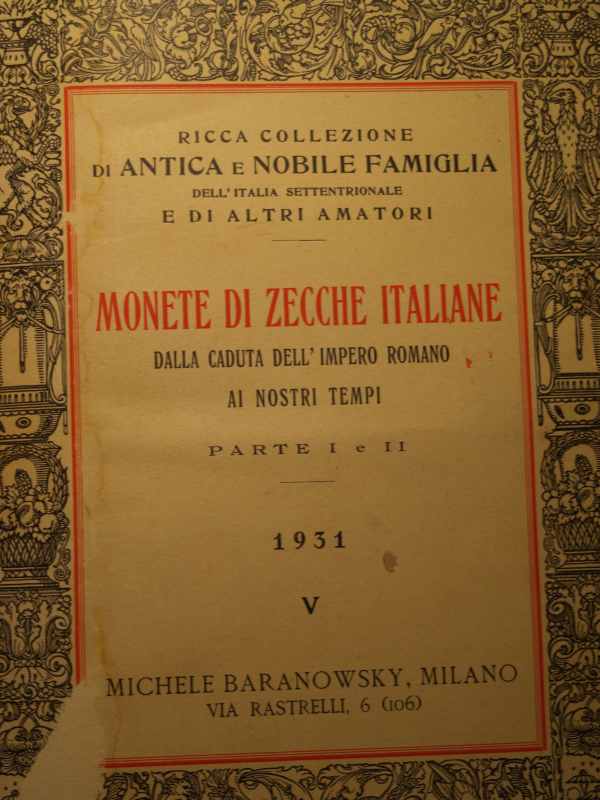 RICCA COLLEZIONE
DI ANTICA E NOBILE FAMIGLIA
DELL'ITALIA SETTENTRIONALE
E DI ALTRI AMATORI
MONETE DI ZECCHE ITALIANE
DALLA CADUTA DELL'IMPERO ROMANO
AI NOSTRI TEMPI
PARTE I e II
1931
V
MICHELE BARANOWSKY, MILANO
VIA RASTRELLI, 6 (106)